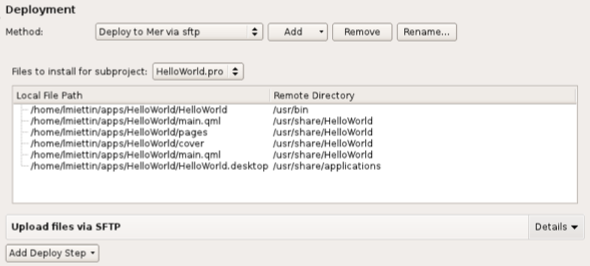 Deployment
Method: Deploy to Mer via sftp Add Remove Rename...
Files to install for subproject: HelloWorld.pro
Local File Path Remote Directory
/home/lmiettin/apps/HelloWorld/HelloWorld /usr/bin
/home/lmiettin/apps/HelloWorld/main.qml /usr/share/HelloWorld
/home/lmiettin/apps/HelloWorld/pages /usr/share/HelloWorld
/home/lmiettin/apps/HelloWorld/cover /usr/share/HelloWorld
/home/lmiettin/apps/HelloWorld/main.qml /usr/share/HelloWorld
/home/lmiettin/apps/HelloWorld/HelloWorld.desktop /usr/share/applications
Upload files via SFTP Details
Add Deploy Step